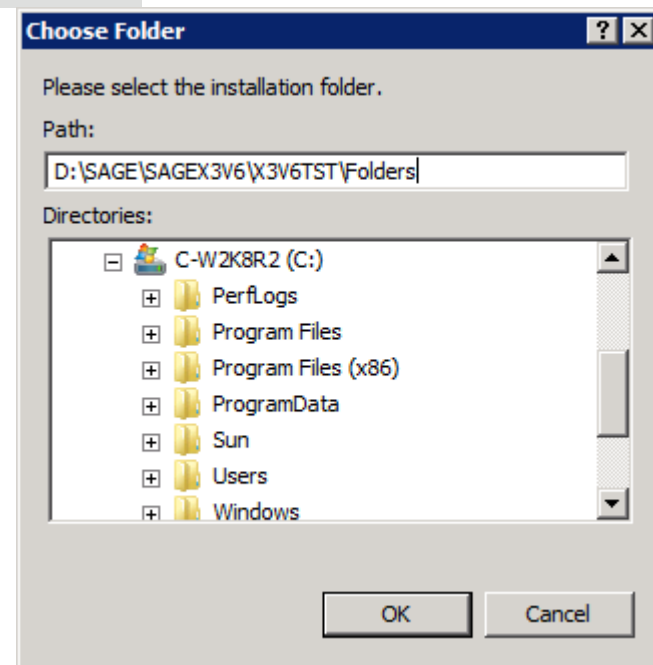 Choose Folder
Please select the installation folder.
Path:
D:\SAGE\SAGEX3V6\X3V6TST\Folders
Directories:
C-W2K8R2 (C:)
PerfLogs
Program Files
Program Files (x86)
ProgramData
Sun
Users
Windows
OK Cancel